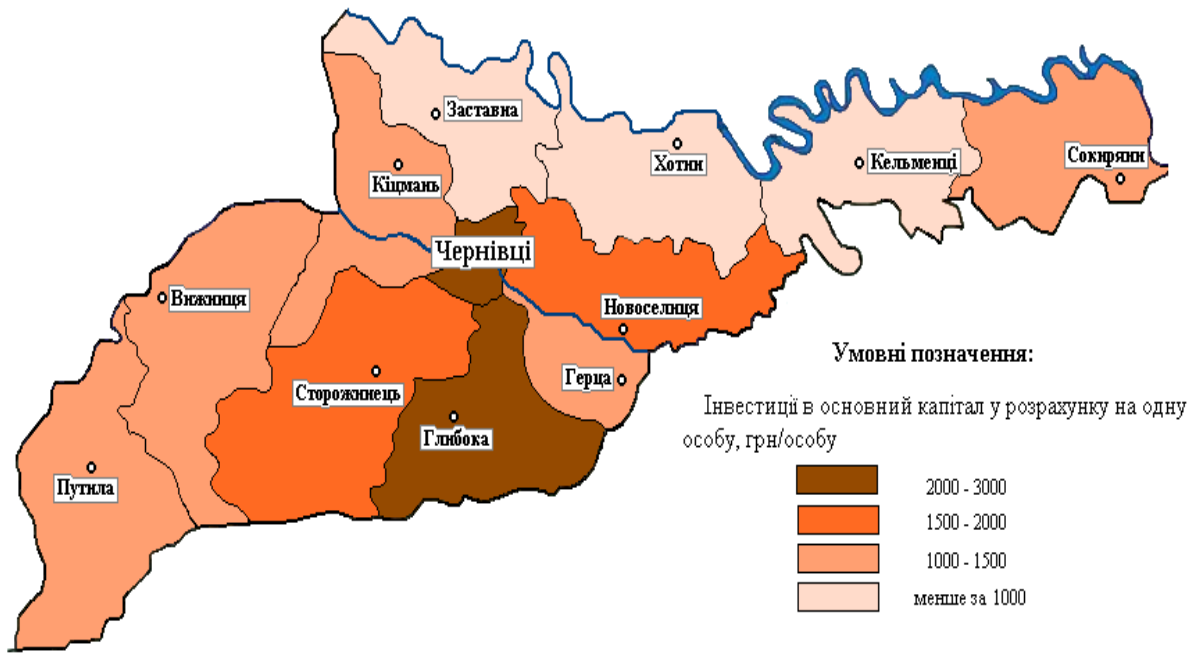 Заставна
Хотин
Кельменці
Сокиряни
Кіцмань
Чернівці
Вижниця
Новоселиця
Сторожинець
Герца
Глибока
Путила
Умовні позначення:
Інвестиції в основний капітал у розрахунку на одну
особу, грн/особу
2000 - 3000
1500 - 2000
1000 - 1500
менше за 1000